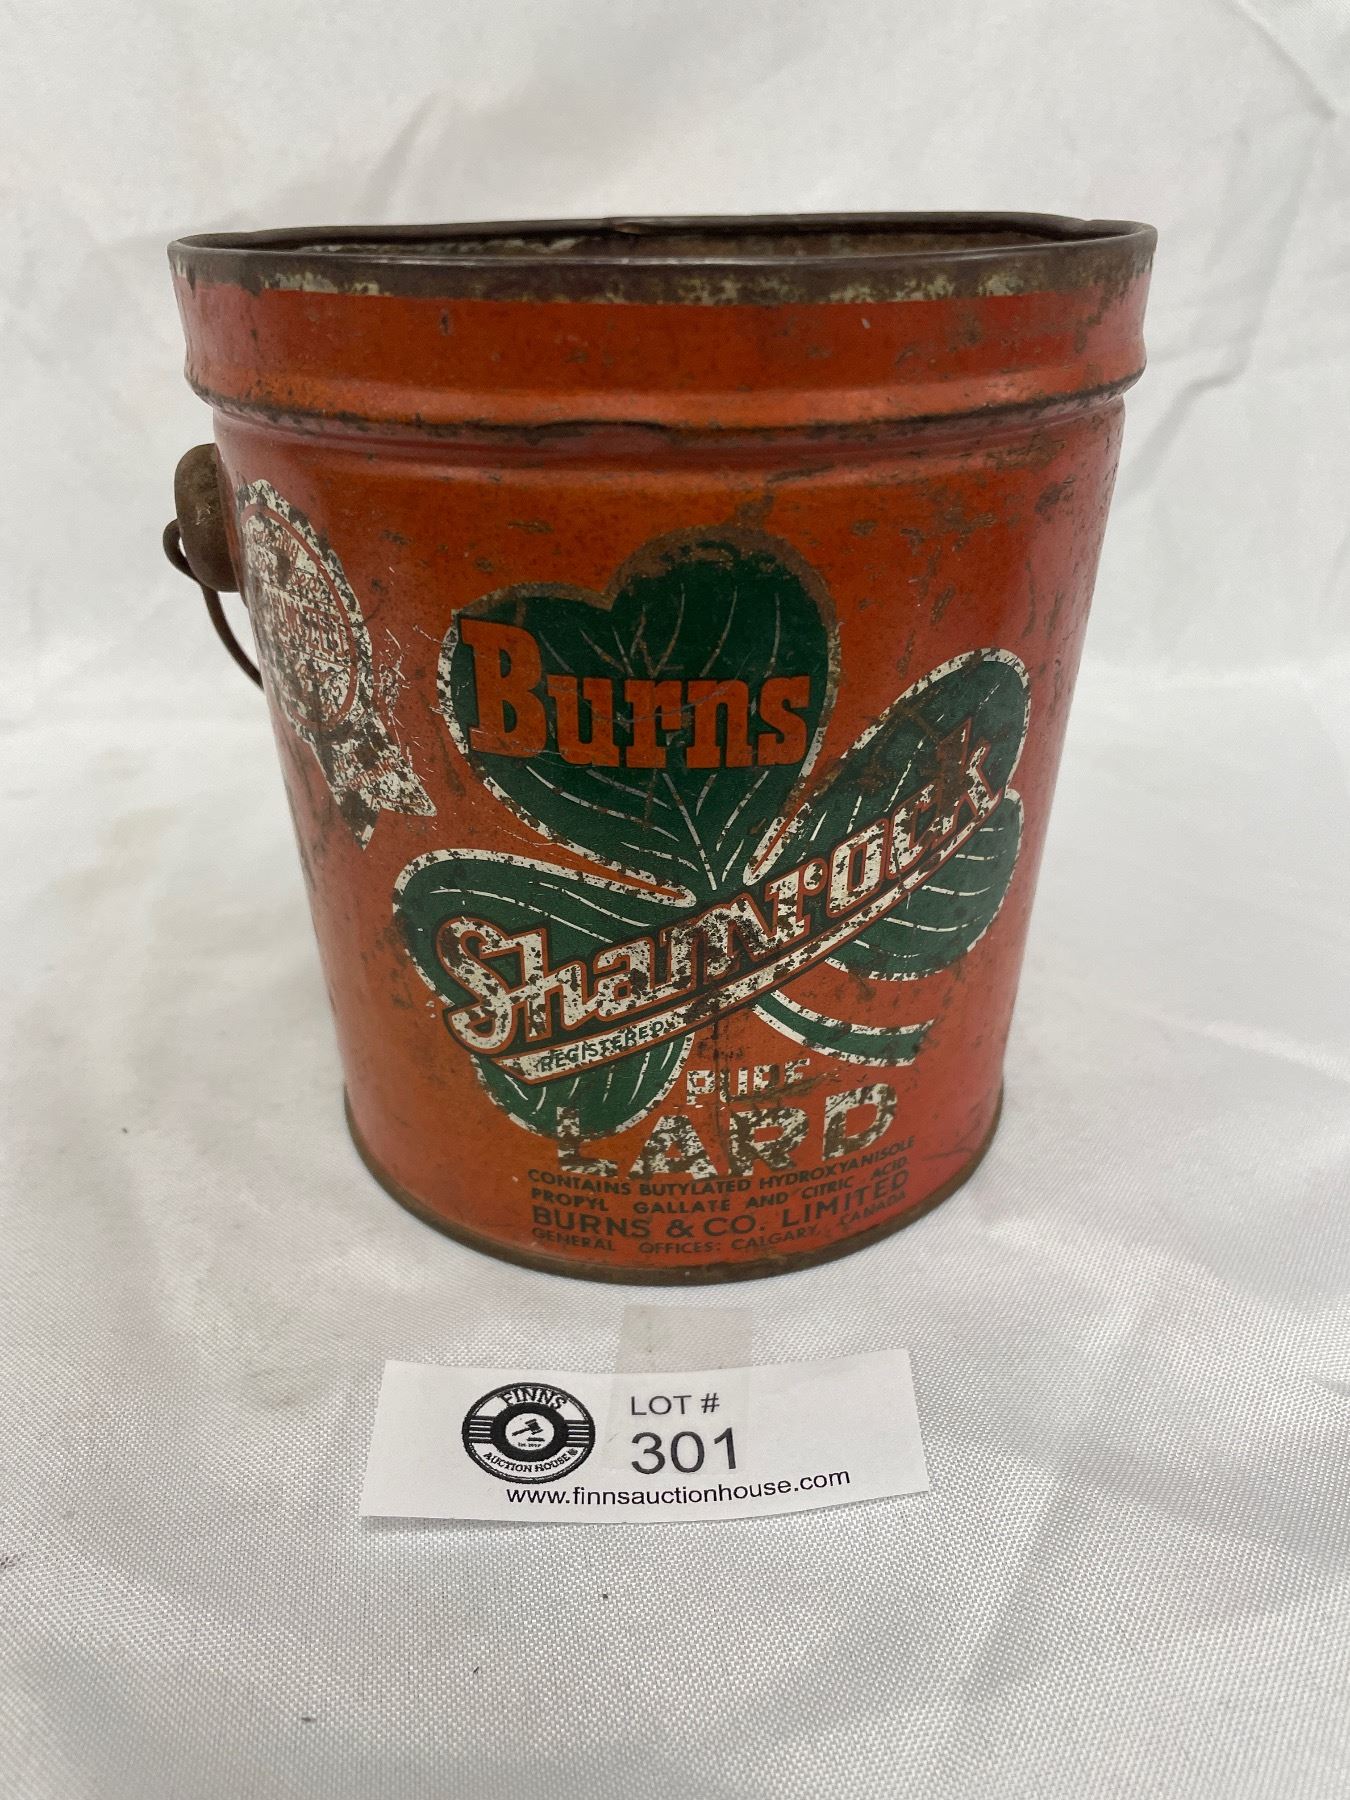 Burns
Shamrock
REGISTERED
PURE
LARD
CONTAINS BUTYLATED HYDROXYANISOLE
PROPYL GALLATE AND CITRIC ACID.
BURNS & CO. LIMITED
GENERAL OFFICES: CALGARY, CANADA
FINNS
AUCTION HOUSE
LOT #
301
www.finnsauctionhouse.com